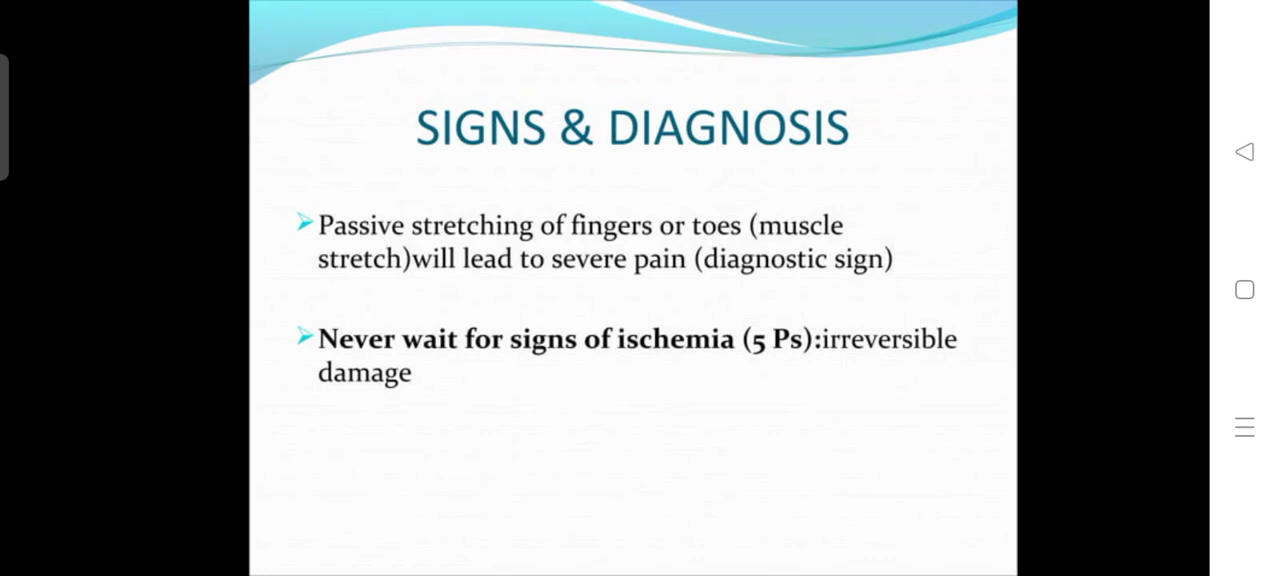 SIGNS & DIAGNOSIS
Passive stretching of fingers or toes (muscle
stretch)will lead to severe pain (diagnostic sign)
Never wait for signs of ischemia (5 Ps):irreversible
damage